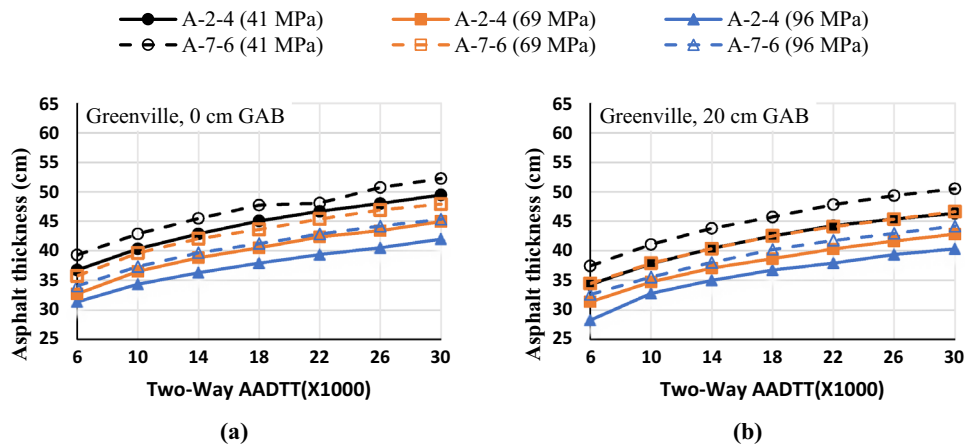 A-2-4 (41 MPa) A-2-4 (69 MPa) A-2-4 (96 MPa)
A-7-6 (41 MPa) A-7-6 (69 MPa) A-7-6 (96 MPa)
Asphalt thickness (cm)
65
60
55
50
45
40
35
30
25
Greenville, 0 cm GAB
6 10 14 18 22 26 30
Two-Way AADTT(X1000)
(a)
Asphalt thickness (cm)
65
60
55
50
45
40
35
30
25
Greenville, 20 cm GAB
6 10 14 18 22 26 30
Two-Way AADTT(X1000)
(b)